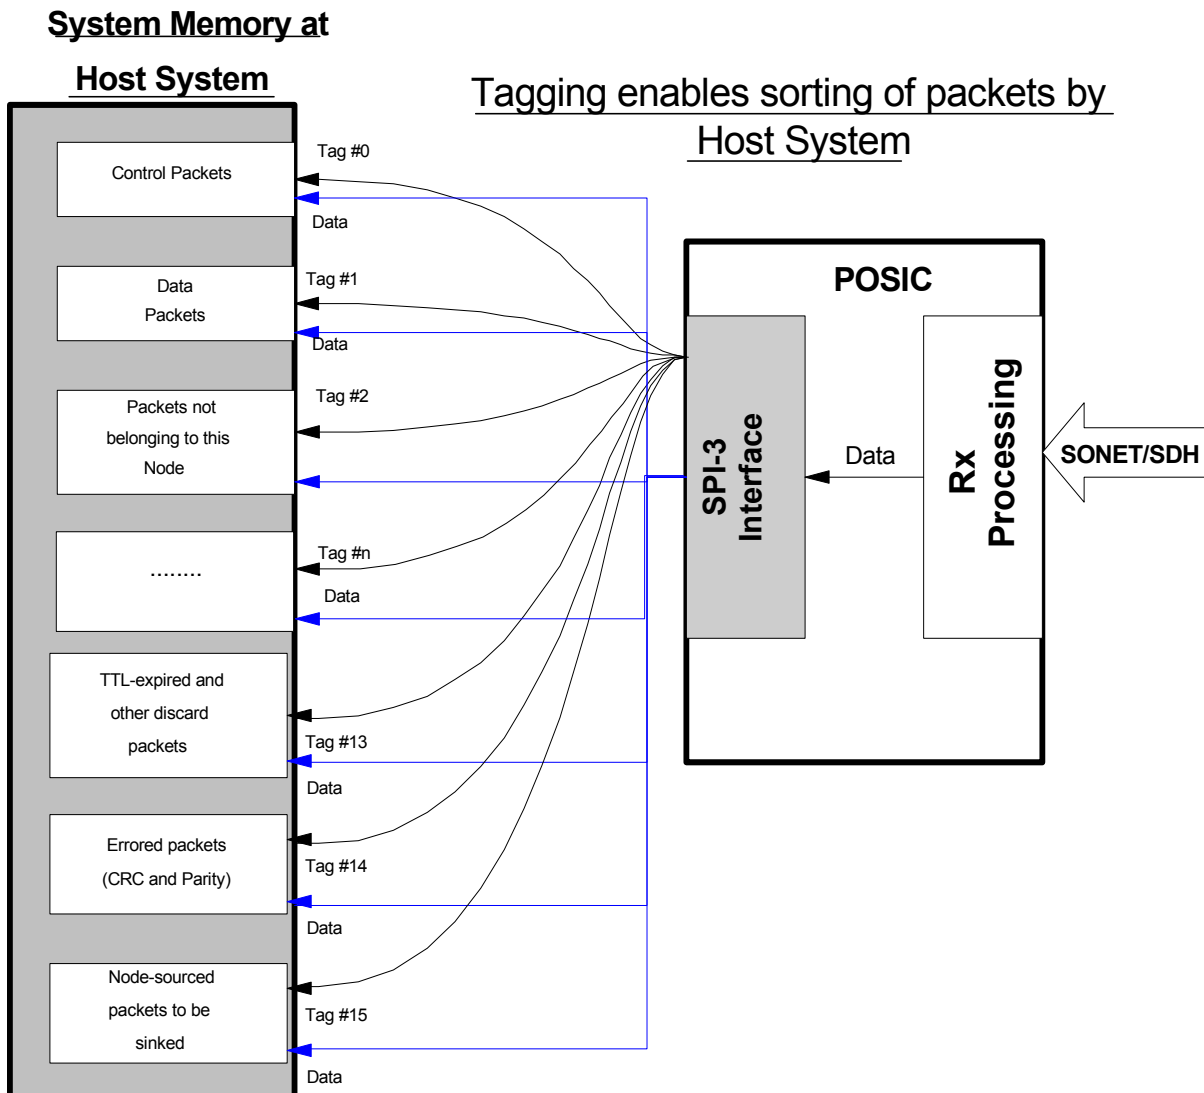 System Memory at
Host System
Tagging enables sorting of packets by
Host System
Control Packets
Tag #0
Data
Data
Packets
Tag #1
Data
Packets not
belonging to this
Node
Tag #2
........
Tag #n
Data
TTL-expired and
other discard
packets
Tag #13
Data
Errored packets
(CRC and Parity)
Tag #14
Data
Node-sourced
packets to be
sinked
Tag #15
Data
POSIC
SPI-3
Interface
Data
Rx
Processing
SONET/SDH